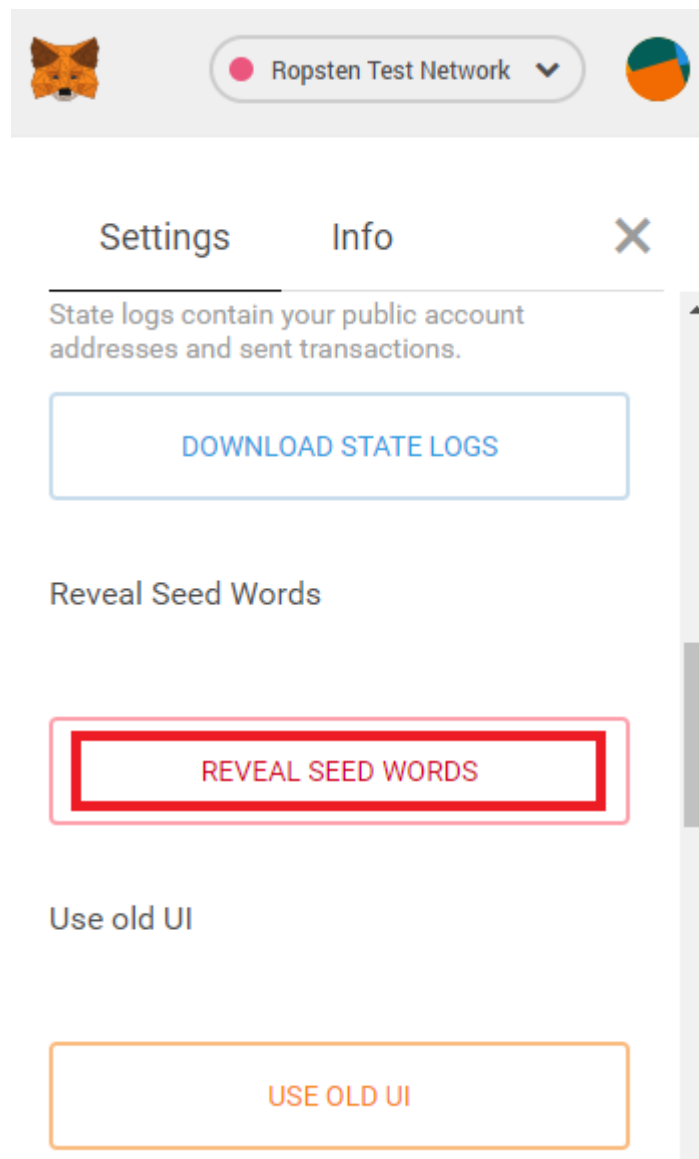 Ropsten Test Network
Settings Info
State logs contain your public account
addresses and sent transactions.
DOWNLOAD STATE LOGS
Reveal Seed Words
REVEAL SEED WORDS
Use old UI
USE OLD UI